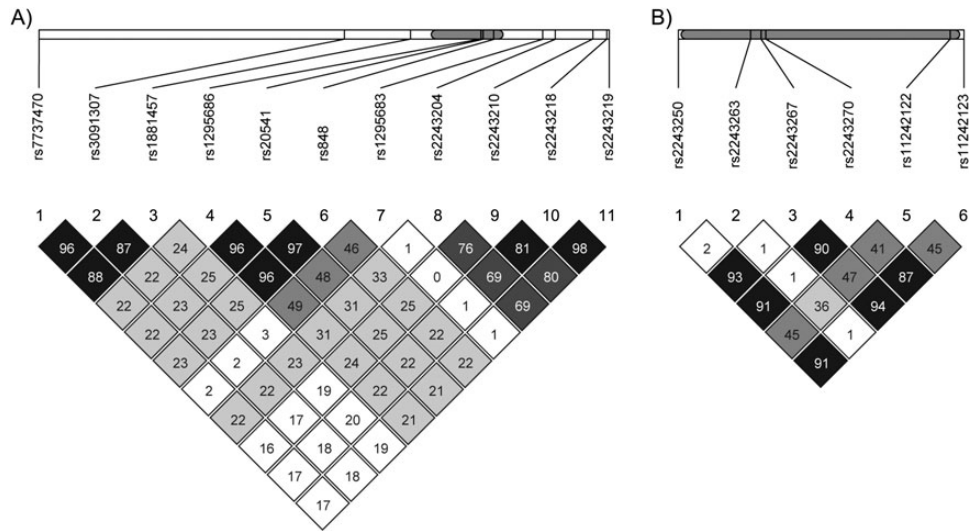 A)
rs7737470
rs3091307
rs1881457
rs1295686
rs20541
rs848
rs1295683
rs2243204
rs2243210
rs2243218
rs2243219
1 2 3 4 5 6 7 8 9 10 11
96 87 24 96 97 46 1 76 81 98
88 22 25 96 48 33 0 69 80
22 23 25 49 31 25 1 69
22 23 3 31 25 22 1
23 2 23 24 22 22
2 22 19 22 21
22 17 20 21
16 18 19
17 18
17
B)
rs2243250
rs2243263
rs2243267
rs2243270
rs11242122
rs11242123
1 2 3 4 5 6
2 1 90 41 45
93 1 47 87
91 36 94
45 1
91